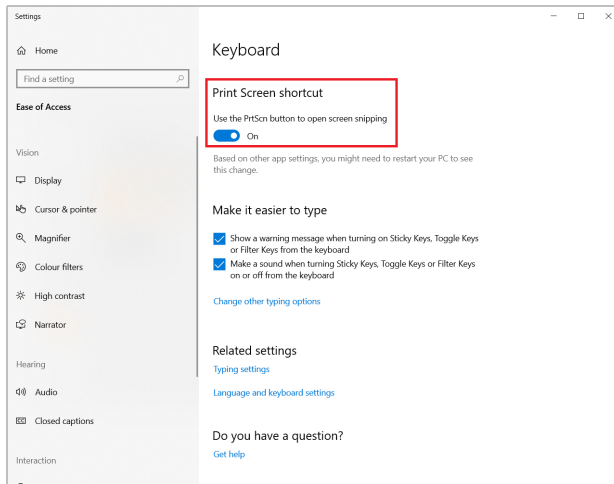 Settings
Home
Find a setting
Ease of Access
Vision
Display
Cursor & pointer
Magnifier
Colour filters
High contrast
Narrator
Hearing
Audio
Closed captions
Interaction
Keyboard
Print Screen shortcut
Use the PrtScn button to open screen snipping
On
Based on other app settings, you might need to restart your PC to see
this change.
Make it easier to type
Show a warning message when turning on Sticky Keys, Toggle Keys
or Filter Keys from the keyboard
Make a sound when turning Sticky Keys, Toggle Keys or Filter Keys
on or off from the keyboard
Change other typing options
Related settings
Typing settings
Language and keyboard settings
Do you have a question?
Get help